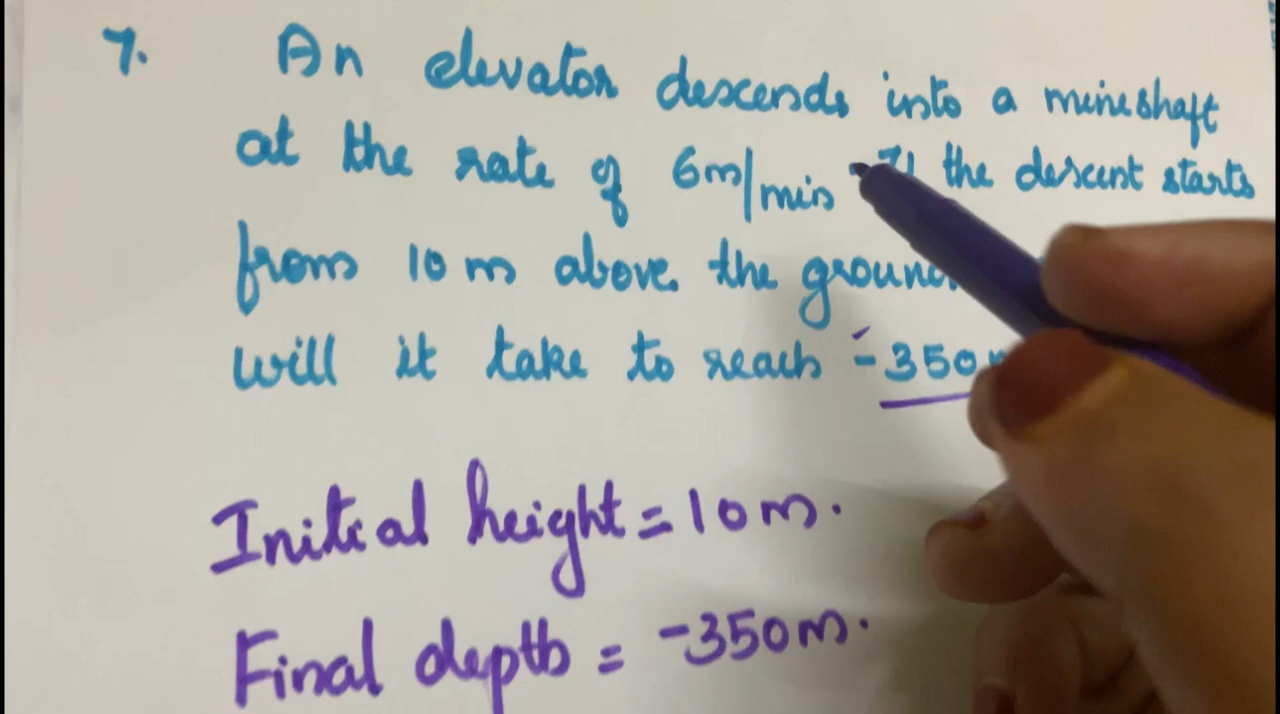 7. An elevator descends into a mineshaft
at the rate of 6m/min the descent starts
from 10 m above the ground
will it take to reach -350
Initial height = 10 m.
Final depth = -350m.